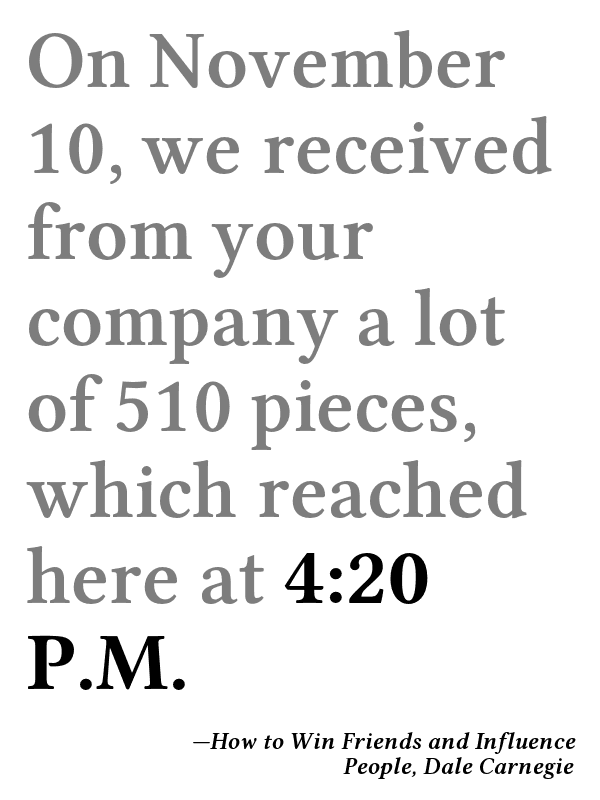 On November
10, we received
from your
company a lot
of 510 pieces,
which reached
here at 4:20
P.M.
—How to Win Friends and Influence
People, Dale Carnegie